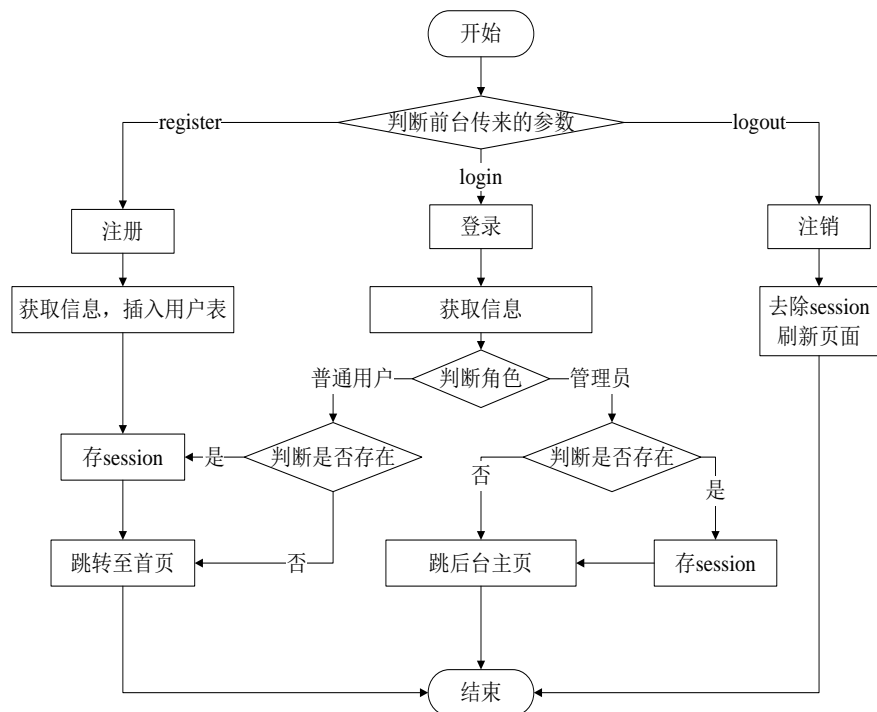 开始
判断前台传来的参数
register
logout
login
注册
登录
注销
获取信息，插入用户表
获取信息
去除session
刷新页面
普通用户
判断角色
管理员
存session
是
判断是否存在
判断是否存在
否
是
跳转至首页
否
跳后台主页
存session
结束